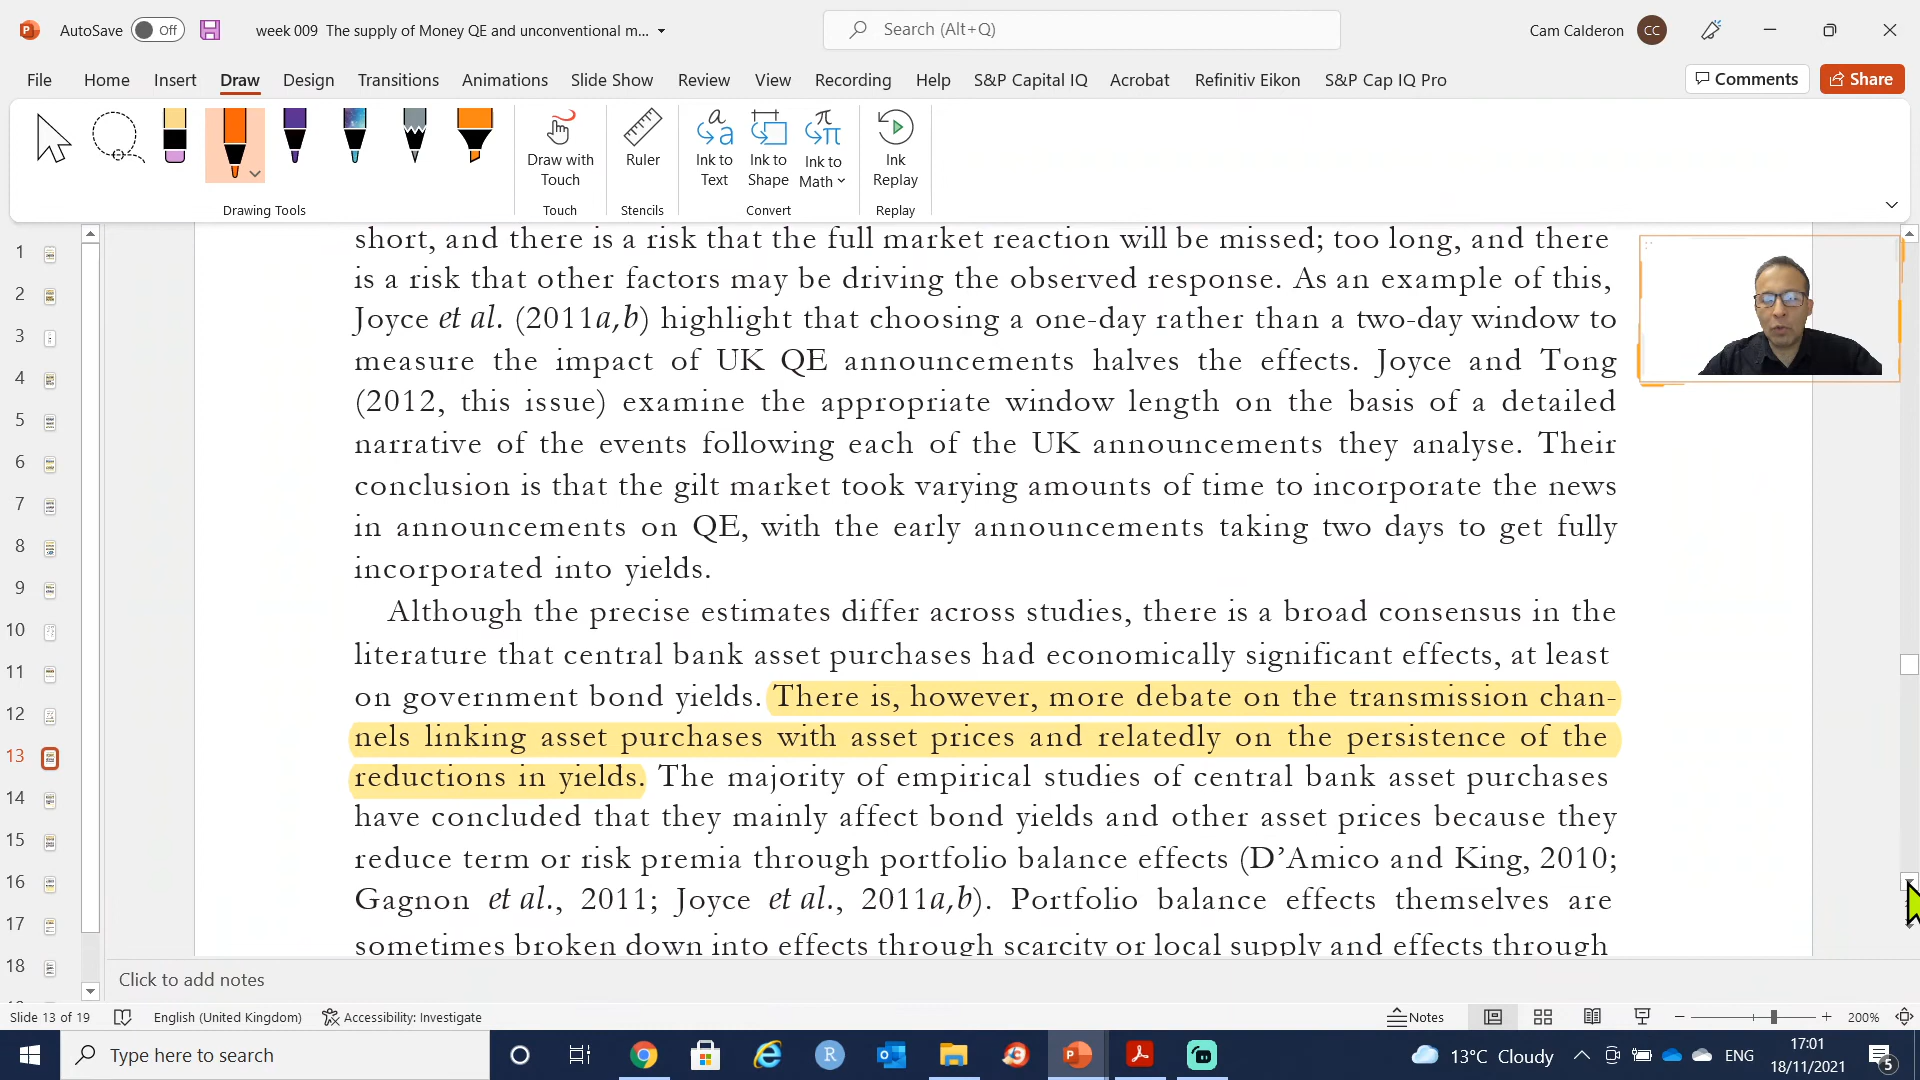 AutoSave Off week 009 The supply of Money QE and unconventional m... Search (Alt+Q) Cam Calderon CC
File Home Insert Draw Design Transitions Animations Slide Show Review View Recording Help S&P Capital IQ Acrobat Refinitiv Eikon S&P Cap IQ Pro Comments Share
Draw with Touch
Ruler
Ink to Text
Ink to Shape
Ink to Math
Ink Replay
Drawing Tools Touch Stencils Convert Replay
1
2
3
4
5
6
7
8
9
10
11
12
13
14
15
16
17
18
short, and there is a risk that the full market reaction will be missed; too long, and there
is a risk that other factors may be driving the observed response. As an example of this,
Joyce et al. (2011a,b) highlight that choosing a one-day rather than a two-day window to
measure the impact of UK QE announcements halves the effects. Joyce and Tong
(2012, this issue) examine the appropriate window length on the basis of a detailed
narrative of the events following each of the UK announcements they analyse. Their
conclusion is that the gilt market took varying amounts of time to incorporate the news
in announcements on QE, with the early announcements taking two days to get fully
incorporated into yields.
Although the precise estimates differ across studies, there is a broad consensus in the
literature that central bank asset purchases had economically significant effects, at least
on government bond yields. There is, however, more debate on the transmission chan-
nels linking asset purchases with asset prices and relatedly on the persistence of the
reductions in yields. The majority of empirical studies of central bank asset purchases
have concluded that they mainly affect bond yields and other asset prices because they
reduce term or risk premia through portfolio balance effects (D’Amico and King, 2010;
Gagnon et al., 2011; Joyce et al., 2011a,b). Portfolio balance effects themselves are
sometimes broken down into effects through scarcity or local supply and effects through
Click to add notes
Slide 13 of 19 English (United Kingdom) Accessibility: Investigate Notes 200%
Type here to search 13°C Cloudy ENG 17:01
18/11/2021 5